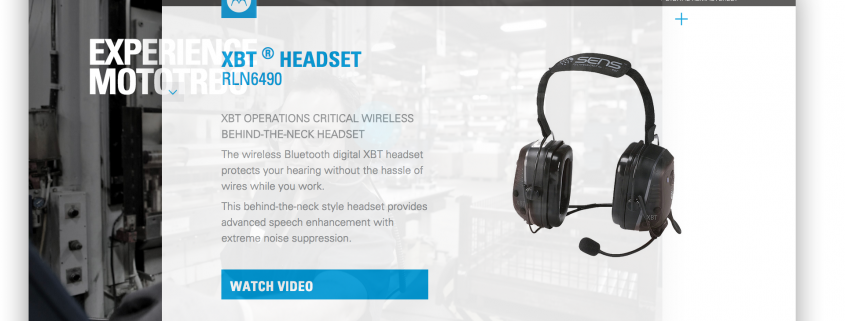 EXPERIENCE
MOTOTRBO
XBT ® HEADSET
RLN6490
XBT OPERATIONS CRITICAL WIRELESS
BEHIND-THE-NECK HEADSET
The wireless Bluetooth digital XBT headset
protects your hearing without the hassle of
wires while you work.
This behind-the-neck style headset provides
advanced speech enhancement with
extreme noise suppression.
WATCH VIDEO
SENS
XBT